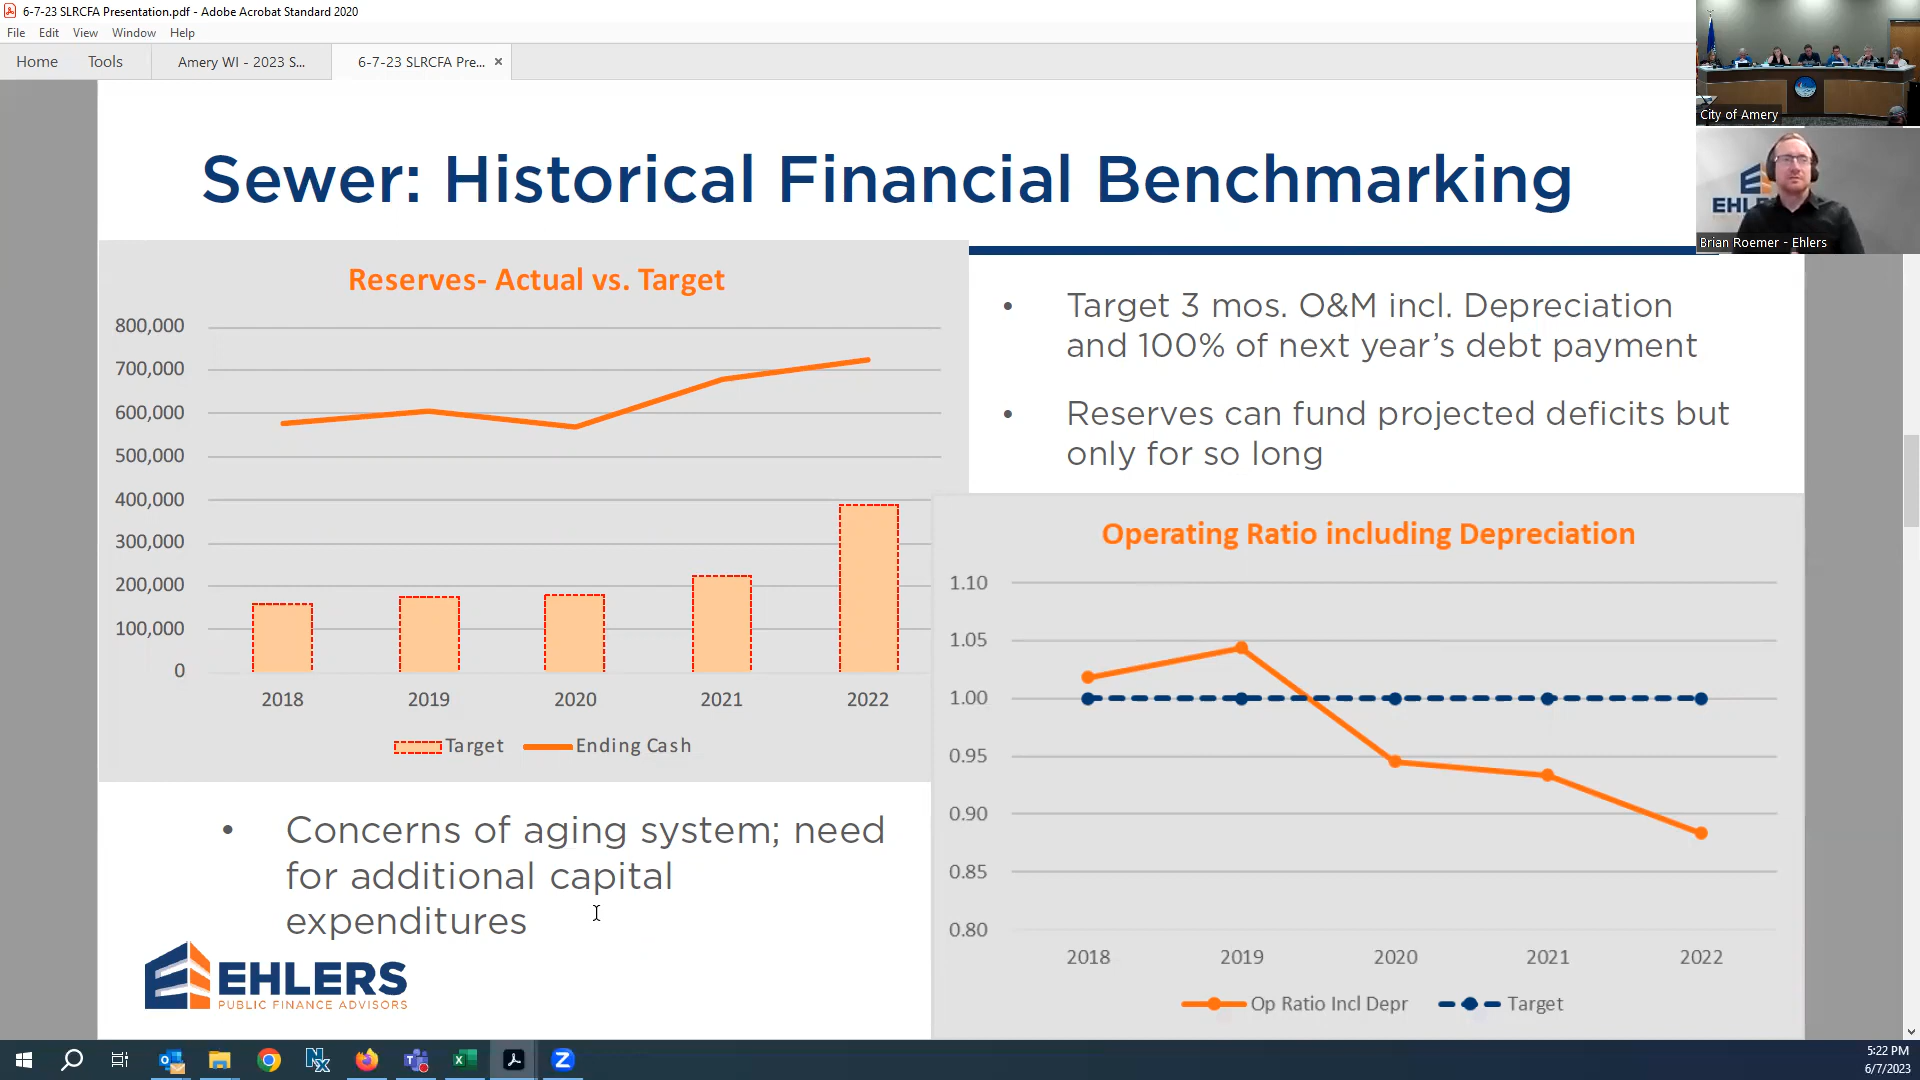 6-7-23 SLRCFA Presentation.pdf - Adobe Acrobat Standard 2020
File Edit View Window Help
Home Tools Amery WI - 2023 S... 6-7-23 SLRCFA Pre... ×
City of Amery
EHLERS
Brian Roemer - Ehlers
Sewer: Historical Financial Benchmarking
Reserves- Actual vs. Target
800,000
700,000
600,000
500,000
400,000
300,000
200,000
100,000
0
2018 2019 2020 2021 2022
Target Ending Cash
• Target 3 mos. O&M incl. Depreciation
and 100% of next year’s debt payment
• Reserves can fund projected deficits but
only for so long
Operating Ratio including Depreciation
1.10
1.05
1.00
0.95
0.90
0.85
0.80
2018 2019 2020 2021 2022
Op Ratio Incl Depr Target
• Concerns of aging system; need
for additional capital
expenditures
EHLERS
PUBLIC FINANCE ADVISORS
5:22 PM
6/7/2023